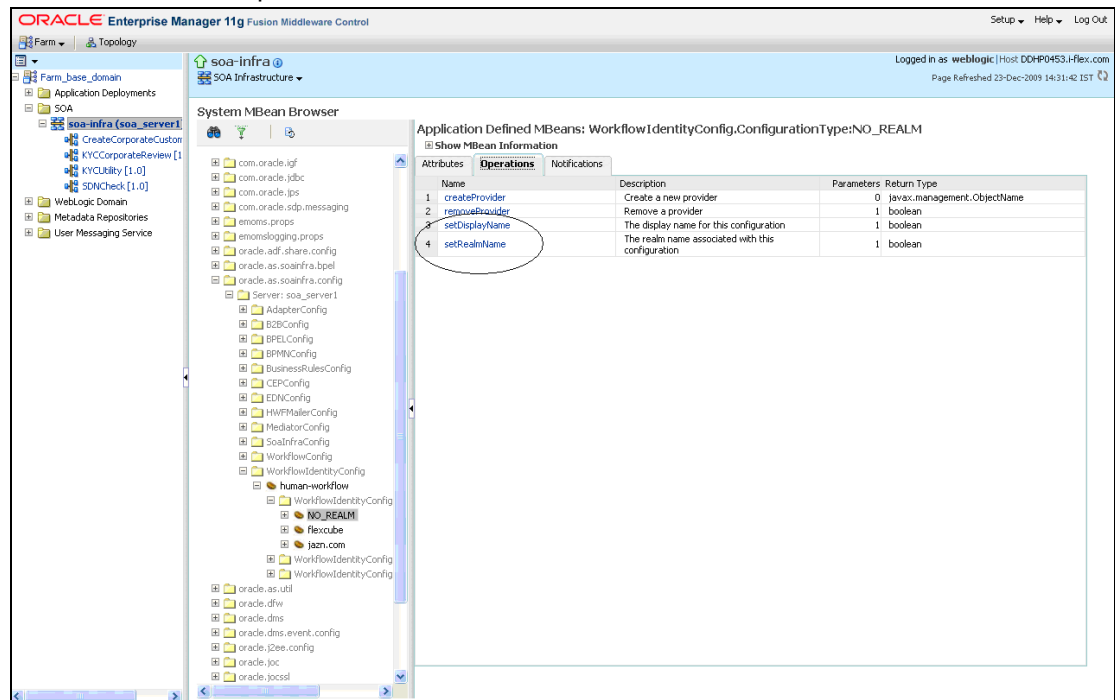 ORACLE Enterprise Manager 11g Fusion Middleware Control
Setup Help Log Out
Farm Topology
Farm_base_domain
Application Deployments
SOA
soa-infra (soa_server1
CreateCorporateCustom
KYCCorporateReview [1
KYCUtility [1.0]
SDNCheck [1.0]
WebLogic Domain
Metadata Repositories
User Messaging Service
soa-infra
SOA Infrastructure
Logged in as weblogic|Host DDHP0453.i-flex.com
Page Refreshed 23-Dec-2009 14:31:42 IST
System MBean Browser
com.oracle.igf
com.oracle.jdbc
com.oracle.jps
com.oracle.sdp.messaging
emoms.props
emomslogging.props
oracle.adf.share.config
oracle.as.soainfra.bpel
oracle.as.soainfra.config
Server: soa_server1
AdapterConfig
B2BConfig
BPELConfig
BPMNConfig
BusinessRulesConfig
CEPConfig
EDNConfig
HWFMailerConfig
MediatorConfig
SoaInfraConfig
WorkflowConfig
WorkflowIdentityConfig
human-workflow
WorkflowIdentityConfig
NO_REALM
flexcube
jazn.com
WorkflowIdentityConfig
WorkflowIdentityConfig
oracle.as.util
oracle.dfw
oracle.dms
oracle.dms.event.config
oracle.j2ee.config
oracle.joc
oracle.jocssl
Application Defined MBeans: WorkflowIdentityConfig.ConfigurationType:NO_REALM
Show MBean Information
Attributes Operations Notifications
Name Description Parameters Return Type
1 createProvider Create a new provider 0 javax.management.ObjectName
2 removeProvider Remove a provider 1 boolean
3 setDisplayName The display name for this configuration 1 boolean
4 setRealmName The realm name associated with this configuration 1 boolean